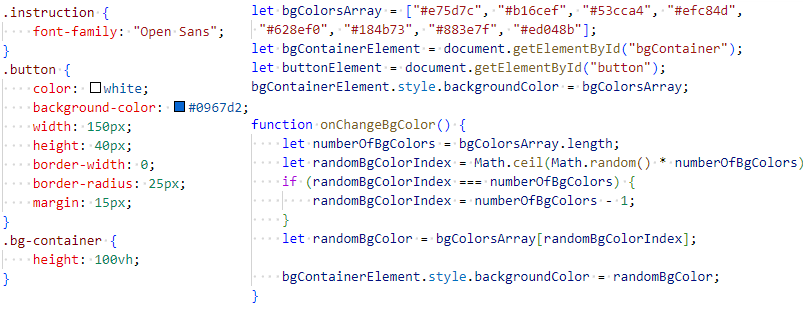 .instruction {
    font-family: "Open Sans";
}
.button {
    color: white;
    background-color: #0967d2;
    width: 150px;
    height: 40px;
    border-width: 0;
    border-radius: 25px;
    margin: 15px;
}
.bg-container {
    height: 100vh;
}
let bgColorsArray = ["#e75d7c", "#b16cef", "#53cca4", "#efc84d",
 "#628ef0", "#184b73", "#883e7f", "#ed048b"];
let bgContainerElement = document.getElementById("bgContainer");
let buttonElement = document.getElementById("button");
bgContainerElement.style.backgroundColor = bgColorsArray;

function onChangeBgColor() {
    let numberOfBgColors = bgColorsArray.length;
    let randomBgColorIndex = Math.ceil(Math.random() * numberOfBgColors)
    if (randomBgColorIndex === numberOfBgColors) {
        randomBgColorIndex = numberOfBgColors - 1;
    }
    let randomBgColor = bgColorsArray[randomBgColorIndex];

    bgContainerElement.style.backgroundColor = randomBgColor;
}